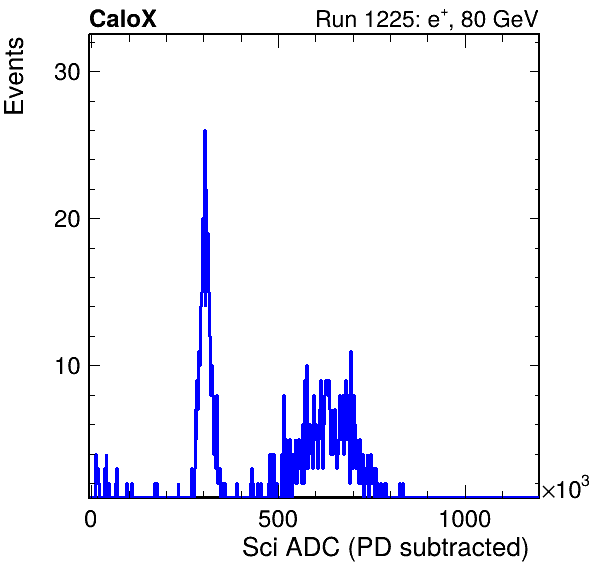 CaloX Run 1225: e⁺, 80 GeV
Events
30
20
10
0 500 1000 ×10³
Sci ADC (PD subtracted)